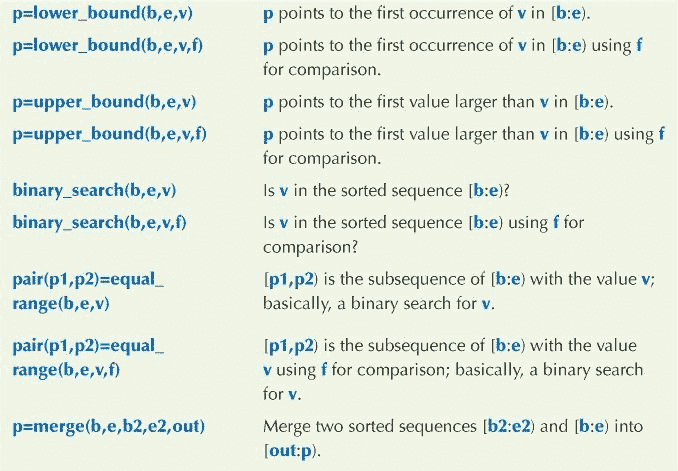 p=lower_bound(b,e,v) p points to the first occurrence of v in [b:e).
p=lower_bound(b,e,v,f) p points to the first occurrence of v in [b:e) using f
for comparison.
p=upper_bound(b,e,v) p points to the first value larger than v in [b:e).
p=upper_bound(b,e,v,f) p points to the first value larger than v in [b:e) using f
for comparison.
binary_search(b,e,v) Is v in the sorted sequence [b:e)?
binary_search(b,e,v,f) Is v in the sorted sequence [b:e) using f for
comparison?
pair(p1,p2)=equal_ [p1,p2) is the subsequence of [b:e) with the value v;
range(b,e,v) basically, a binary search for v.
pair(p1,p2)=equal_ [p1,p2) is the subsequence of [b:e) with the value
range(b,e,v,f) v using f for comparison; basically, a binary search
for v.
p=merge(b,e,b2,e2,out) Merge two sorted sequences [b2:e2) and [b:e) into
[out:p).